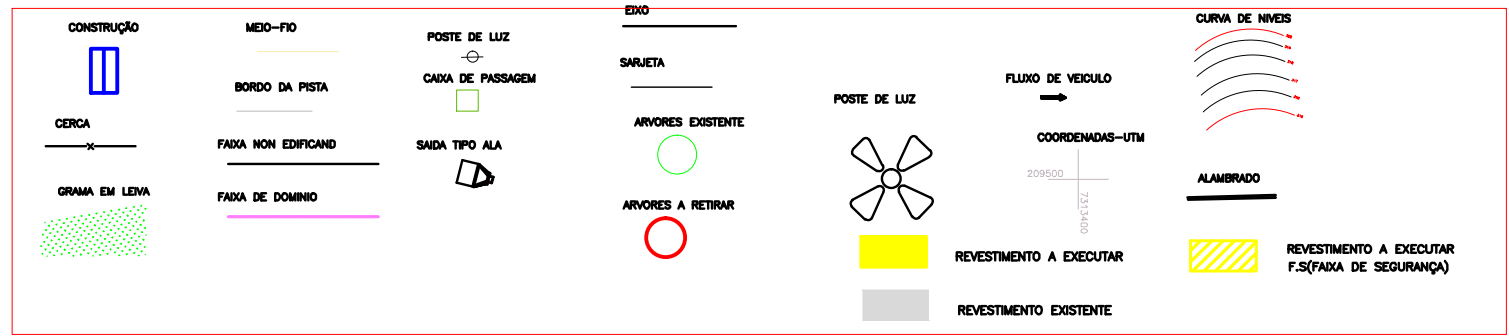 CONSTRUÇÃO
CERCA
GRAMA EM LEIVA
MEIO-FIO
BORDO DA PISTA
FAIXA NON EDIFICAND
FAIXA DE DOMINIO
POSTE DE LUZ
CAIXA DE PASSAGEM
SAIDA TIPO ALA
EIXO
SARJETA
ARVORES EXISTENTE
ARVORES A RETIRAR
POSTE DE LUZ
REVESTIMENTO A EXECUTAR
REVESTIMENTO EXISTENTE
FLUXO DE VEICULO
COORDENADAS-UTM
209500
7313400
CURVA DE NIVEIS
ALAMBRADO
REVESTIMENTO A EXECUTAR
F.S(FAIXA DE SEGURANÇA)